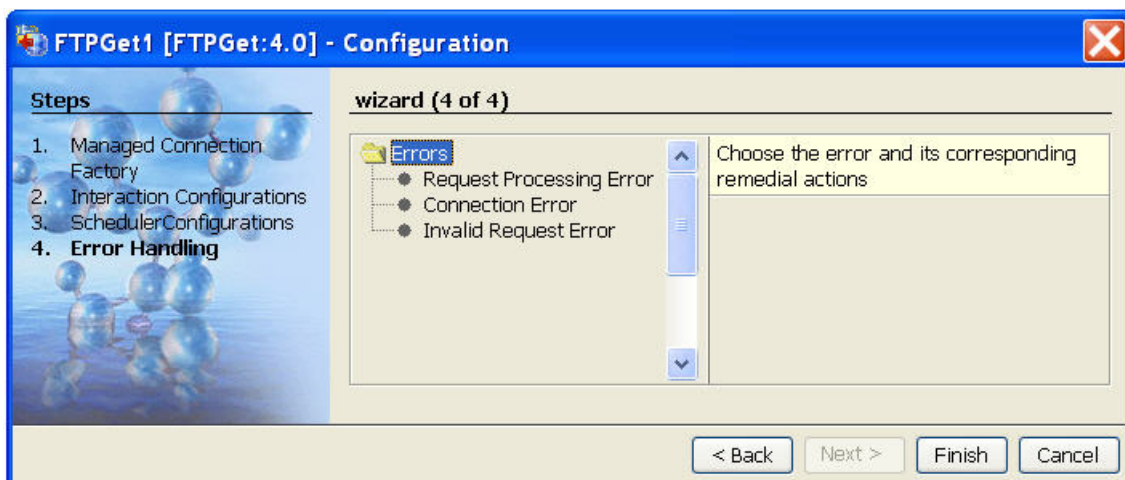 FTPGet1 [FTPGet:4.0] - Configuration
Steps
1. Managed Connection
Factory
2. Interaction Configurations
3. SchedulerConfigurations
4. Error Handling
wizard (4 of 4)
Errors
Request Processing Error
Connection Error
Invalid Request Error
Choose the error and its corresponding
remedial actions
< Back
Next >
Finish
Cancel